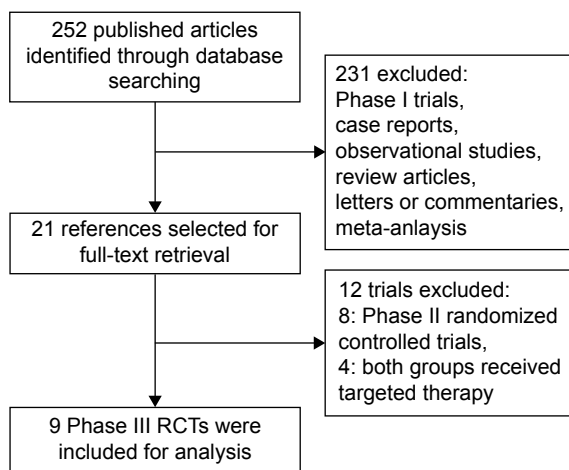 252 published articles
identified through database
searching
231 excluded:
Phase I trials,
case reports,
observational studies,
review articles,
letters or commentaries,
meta-anlaysis
21 references selected for
full-text retrieval
12 trials excluded:
8: Phase II randomized
controlled trials,
4: both groups received
targeted therapy
9 Phase III RCTs were
included for analysis